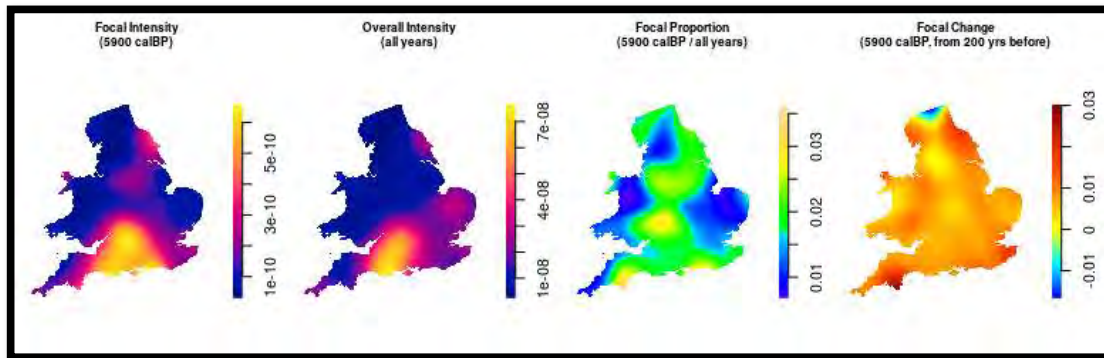 Focal Intensity
(5900 calBP)
5e-10
3e-10
1e-10
Overall Intensity
(all years)
7e-08
4e-08
1e-08
Focal Proportion
(5900 calBP / all years)
0.03
0.02
0.01
Focal Change
(5900 calBP, from 200 yrs before)
0.03
0.01
0
-0.01